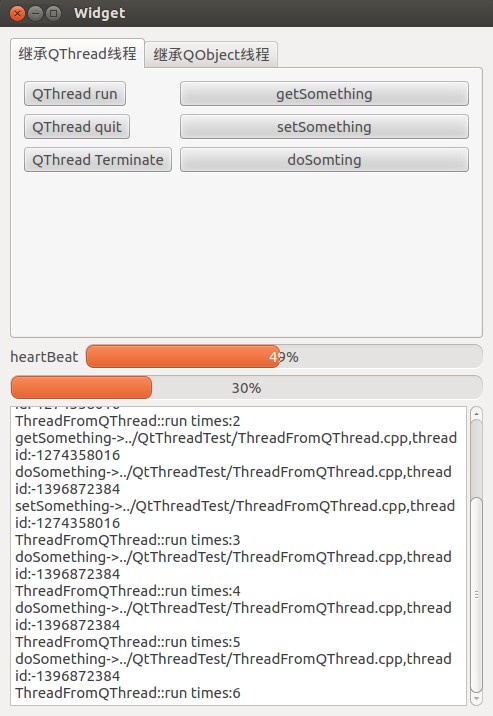 Widget
继承QThread线程 继承QObject线程
QThread run getSomething
QThread quit setSomething
QThread Terminate doSomting
heartBeat 49%
30%
id:-1274358016
ThreadFromQThread::run times:2
getSomething->../QtThreadTest/ThreadFromQThread.cpp,thread
id:-1274358016
doSomething->../QtThreadTest/ThreadFromQThread.cpp,thread
id:-1396872384
setSomething->../QtThreadTest/ThreadFromQThread.cpp,thread
id:-1274358016
ThreadFromQThread::run times:3
doSomething->../QtThreadTest/ThreadFromQThread.cpp,thread
id:-1396872384
ThreadFromQThread::run times:4
doSomething->../QtThreadTest/ThreadFromQThread.cpp,thread
id:-1396872384
ThreadFromQThread::run times:5
doSomething->../QtThreadTest/ThreadFromQThread.cpp,thread
id:-1396872384
ThreadFromQThread::run times:6